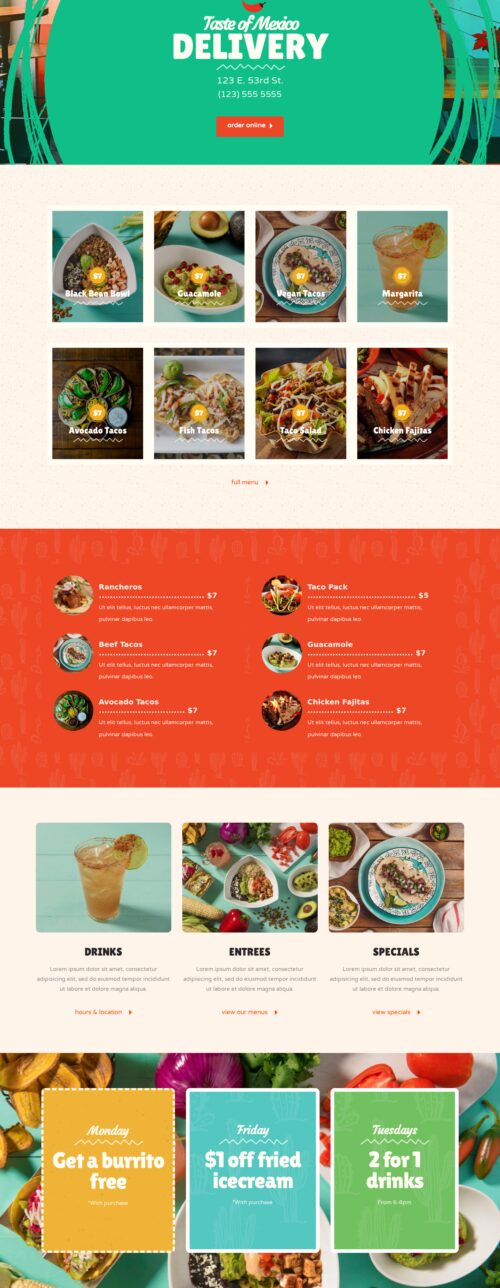 Taste of Mexico
DELIVERY
123 E. 53rd St.
(123) 555 5555
order online
$7
Black Bean Bowl
$7
Guacamole
$7
Vegan Tacos
$7
Margarita
$7
Avocado Tacos
$7
Fish Tacos
$7
Taco Salad
$7
Chicken Fajitas
full menu
Rancheros
$7
Ut elit tellus, luctus nec ullamcorper mattis,
pulvinar dapibus leo.
Taco Pack
$5
Ut elit tellus, luctus nec ullamcorper mattis,
pulvinar dapibus leo.
Beef Tacos
$7
Ut elit tellus, luctus nec ullamcorper mattis,
pulvinar dapibus leo.
Guacamole
$7
Ut elit tellus, luctus nec ullamcorper mattis,
pulvinar dapibus leo.
Avocado Tacos
$7
Ut elit tellus, luctus nec ullamcorper mattis,
pulvinar dapibus leo.
Chicken Fajitas
$7
Ut elit tellus, luctus nec ullamcorper mattis,
pulvinar dapibus leo.
DRINKS
Lorem ipsum dolor sit amet, consectetur
adipisicing elit, sed do eiusmod tempor incididunt
ut labore et dolore magna aliqua.
hours & location
ENTREES
Lorem ipsum dolor sit amet, consectetur
adipisicing elit, sed do eiusmod tempor incididunt
ut labore et dolore magna aliqua.
view our menus
SPECIALS
Lorem ipsum dolor sit amet, consectetur
adipisicing elit, sed do eiusmod tempor incididunt
ut labore et dolore magna aliqua.
view specials
Monday
Get a burrito
free
*With purchase
Friday
$1 off fried
icecream
*With purchase
Tuesdays
2 for 1
drinks
From 6-8pm